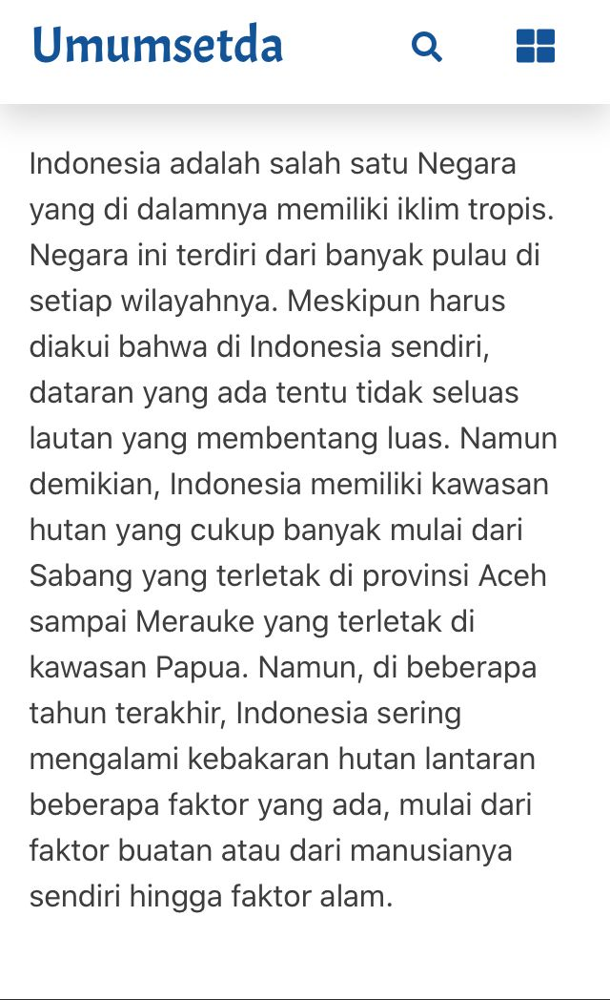 Umumsetda
Indonesia adalah salah satu Negara
yang di dalamnya memiliki iklim tropis.
Negara ini terdiri dari banyak pulau di
setiap wilayahnya. Meskipun harus
diakui bahwa di Indonesia sendiri,
dataran yang ada tentu tidak seluas
lautan yang membentang luas. Namun
demikian, Indonesia memiliki kawasan
hutan yang cukup banyak mulai dari
Sabang yang terletak di provinsi Aceh
sampai Merauke yang terletak di
kawasan Papua. Namun, di beberapa
tahun terakhir, Indonesia sering
mengalami kebakaran hutan lantaran
beberapa faktor yang ada, mulai dari
faktor buatan atau dari manusianya
sendiri hingga faktor alam.